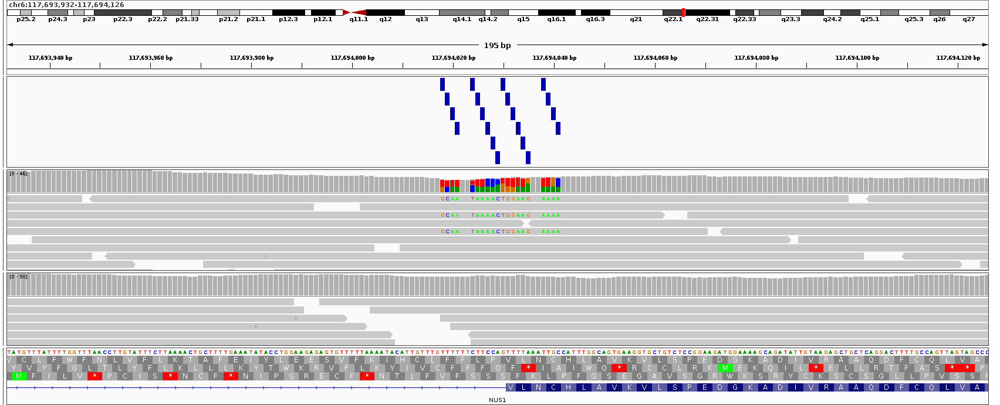 chr6:117,693,932-117,694,126
p25.2 p24.3 p23 p22.3 p22.2 p21.33 p21.2 p21.1 p12.3 p12.1 q11.1 q12 q13 q14.1 q14.2 q15 q16.1 q16.3 q21 q22.1 q22.31 q22.33 q23.3 q24.2 q25.1 q25.3 q26 q27
195 bp
117,693,940 bp 117,693,960 bp 117,693,980 bp 117,694,000 bp 117,694,020 bp 117,694,040 bp 117,694,060 bp 117,694,080 bp 117,694,100 bp 117,694,120 bp
[0 - 46]
C GCAA TAAAACTGGAAG AAAA
GCAA TAAAACTGGAAG AAAA
GCAA TAAAACTGGAAG AAAA
[0 - 50]
C
C
TATGTTTATTTTGGTTTAACCTTGTATTTCTTAAAACTGCTTTTGAAATATACCTGGAAGAGAGTGTTTTTAAAATACATTGTTTGTTTTTTCTTCCAGTTTTAAATTGCCATTTGGCAGTGAAGGTGCTGTCTCCGGAAGATGGAAAAGCAGATATTGTAAGAGCTGCTCAGGACTTTTGCCAGTTAGTAGCCC
V C L F W F N L V F L K T A F E I Y L E E S V F K I H C L F F L P V L N C H L A V K V L S P E D G K A D I V R A A Q D F C Q L V A
Y V Y F G L T L Y F L K L L L K Y T W K R V F L K Y I V C F F F Q F * I A I W Q * R C C L R K M E K Q I L * E L L R T F A S * * P
M F I L V * P C I S * N C F * N I P G R E C F * N T L F V F S S S F K L P F G S E G A V S G R W K S R Y C K S C S G L L P V S S P
V L N C H L A V K V L S P E D G K A D I V R A A Q D F C Q L V A
NUS1